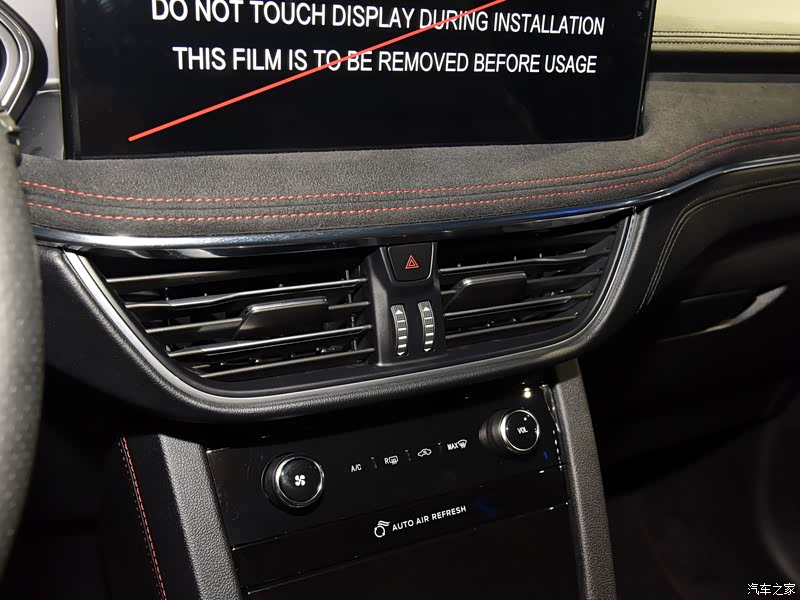 DO NOT TOUCH DISPLAY DURING INSTALLATION
THIS FILM IS TO BE REMOVED BEFORE USAGE
A/C
R
MAX
VOL
AUTO AIR REFRESH
汽车之家